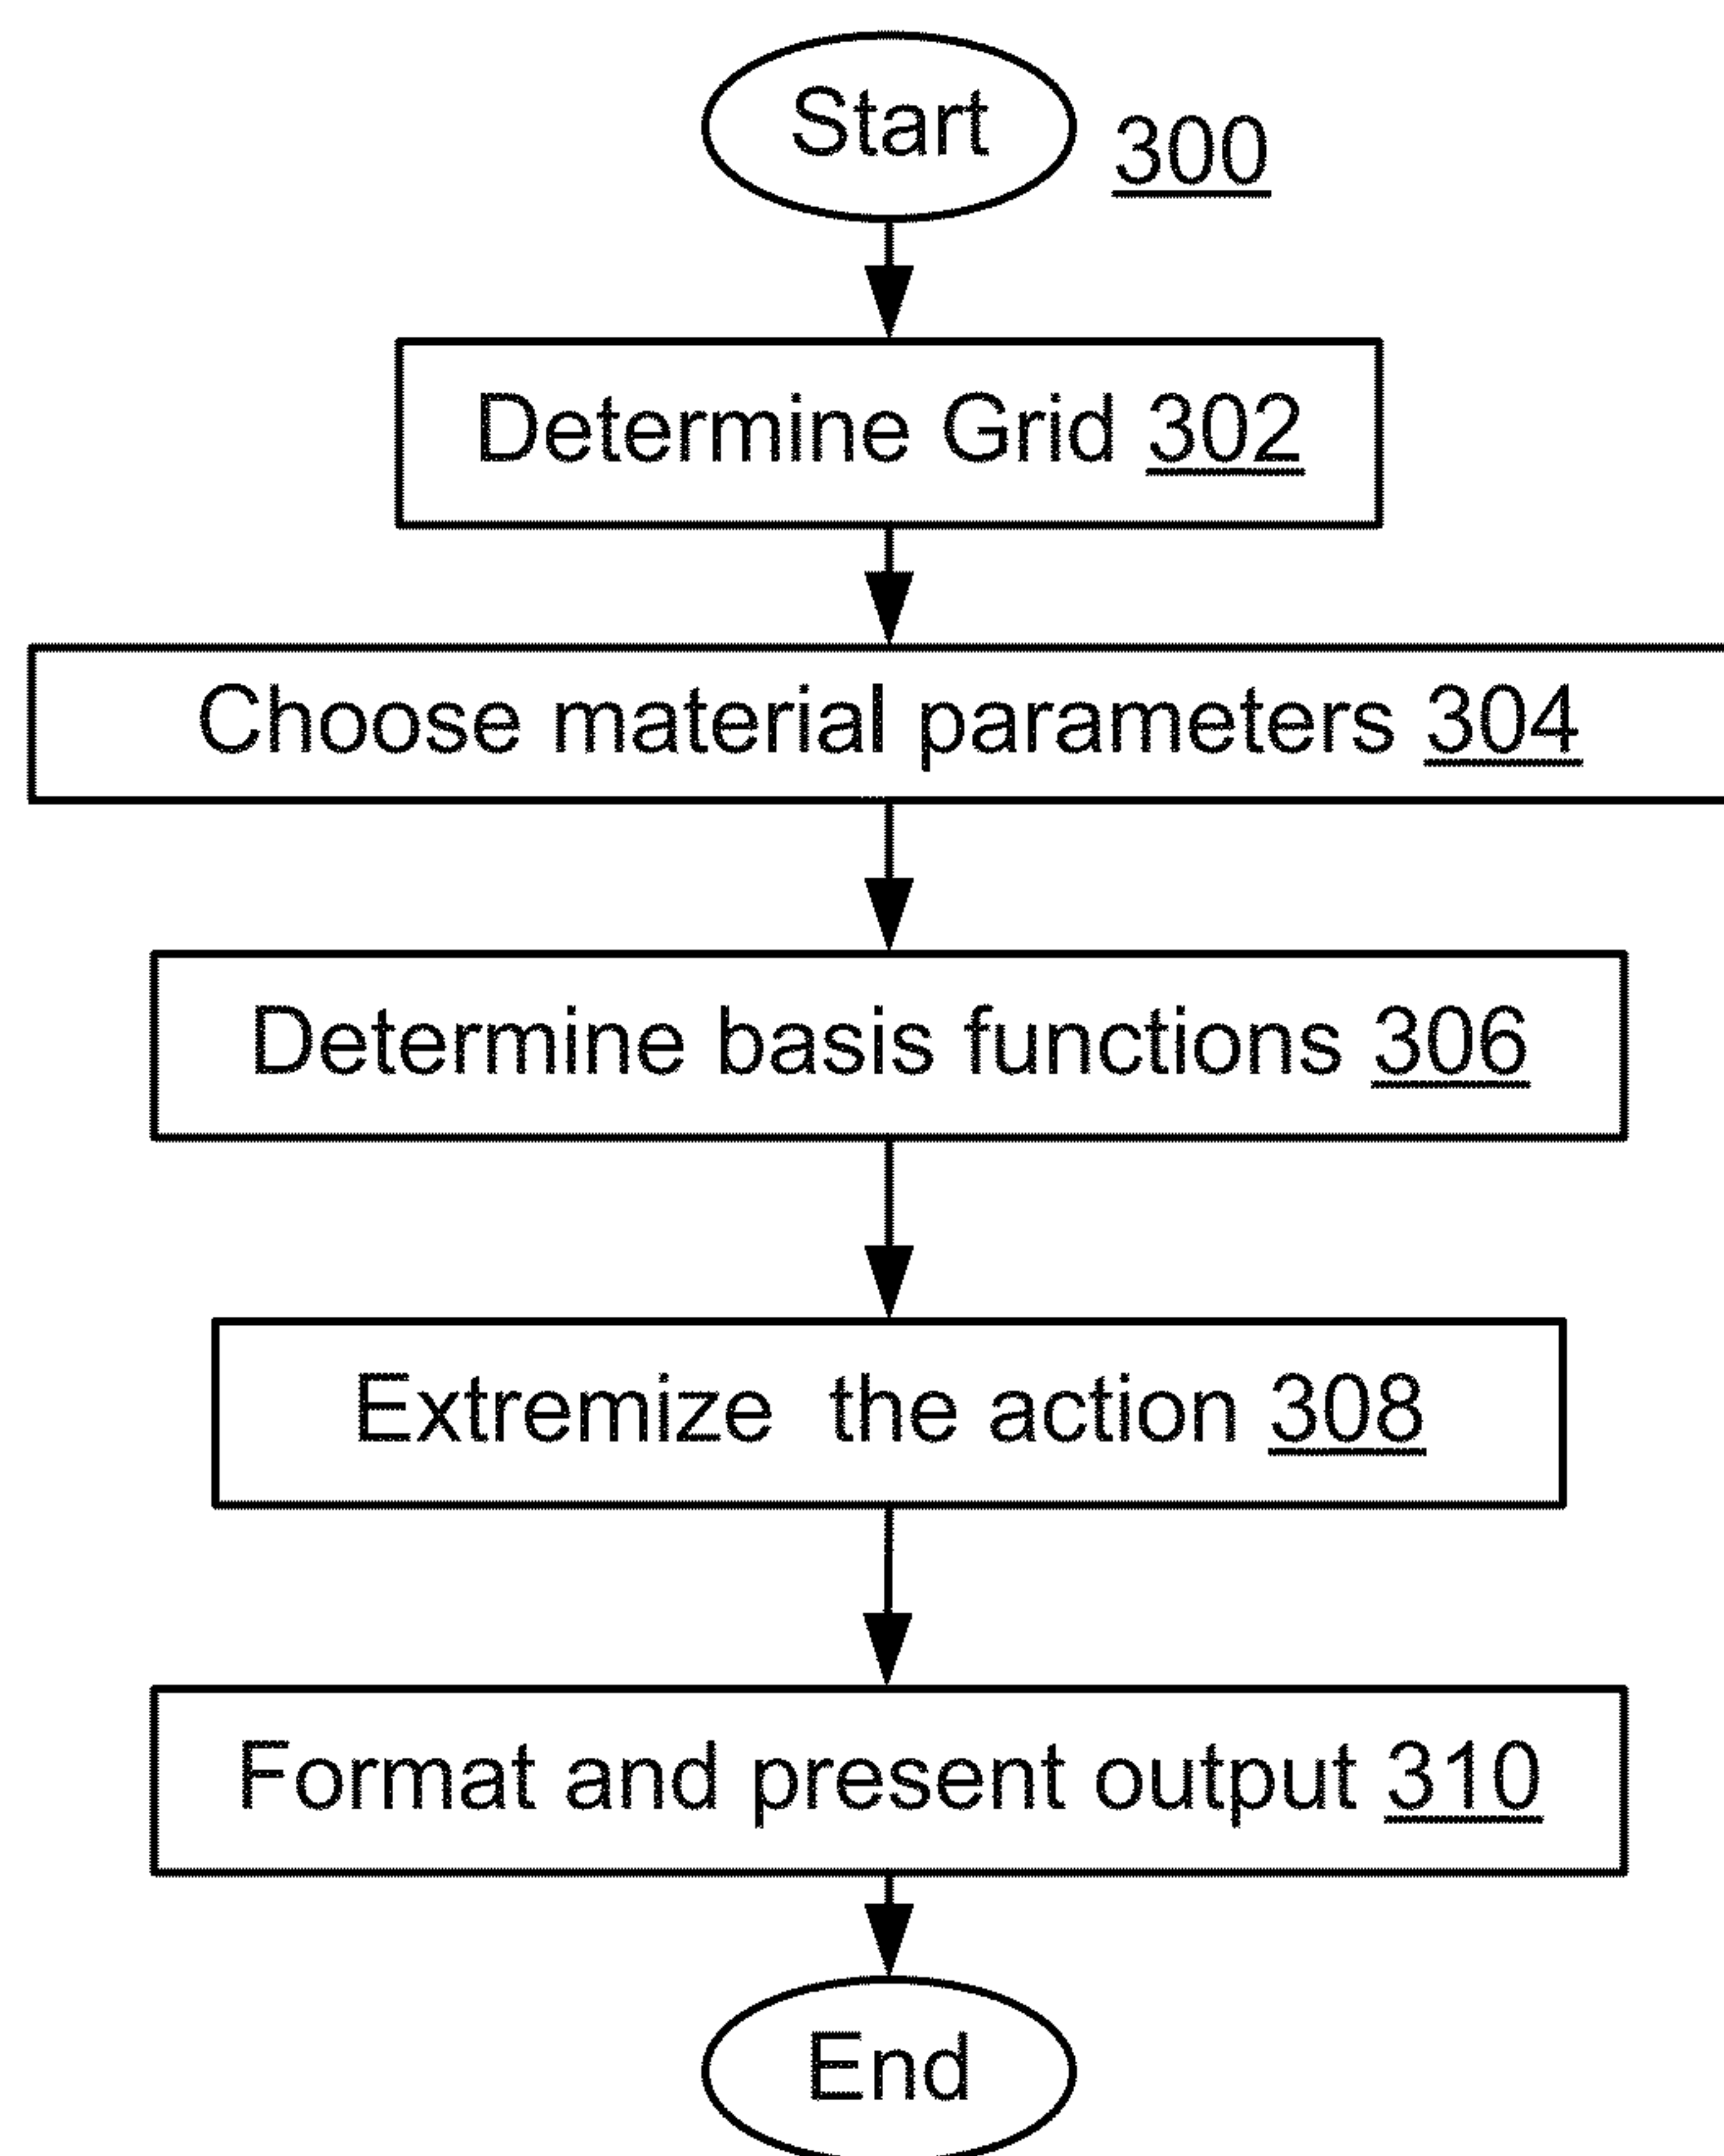 Start
300
Determine Grid 302
Choose material parameters 304
Determine basis functions 306
Extremize the action 308
Format and present output 310
End